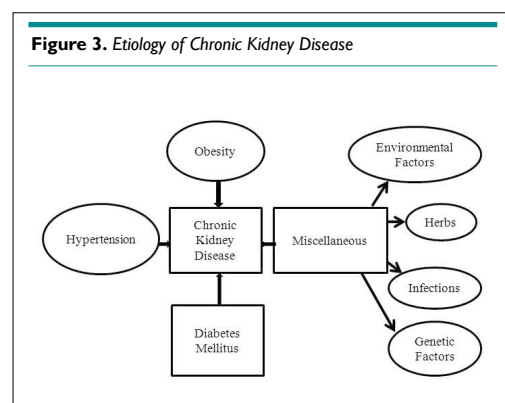 Figure 3. Etiology of Chronic Kidney Disease
Obesity
Environmental
Factors
Hypertension
Chronic
Kidney
Disease
Miscellaneous
Herbs
Infections
Diabetes
Mellitus
Genetic
Factors